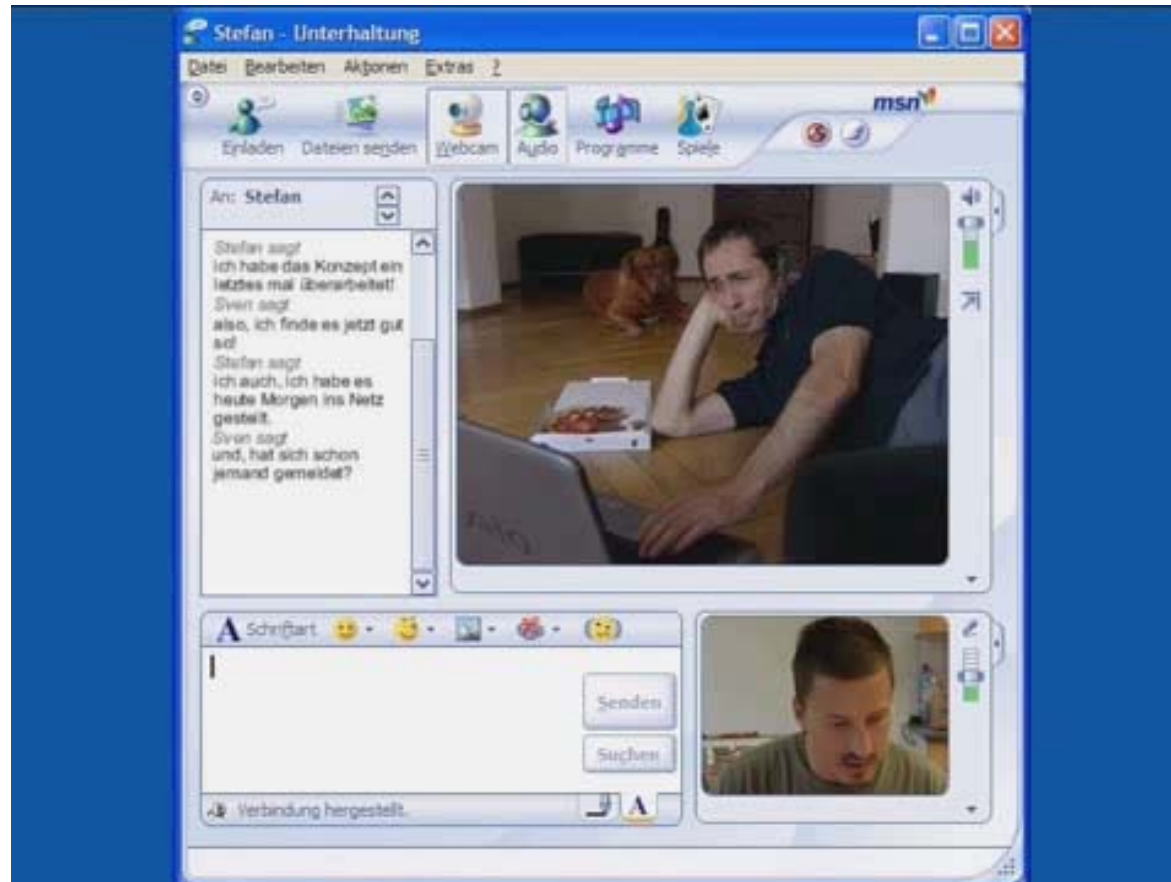 Stefan - Unterhaltung
Datei Bearbeiten Aktionen Extras ?
msn
Einladen Dateien senden Webcam Audio Programme Spiele
An: Stefan
Stefan sagt
ich habe das Konzept ein
letztes mal überarbeitet!
Sven sagt
also, ich finde es jetzt gut
so!
Stefan sagt
ich auch, ich habe es
heute Morgen ins Netz
gestellt.
Sven sagt
und, hat sich schon
jemand gemeldet?
A Schriftart
Senden
Suchen
Verbindung hergestellt.
A